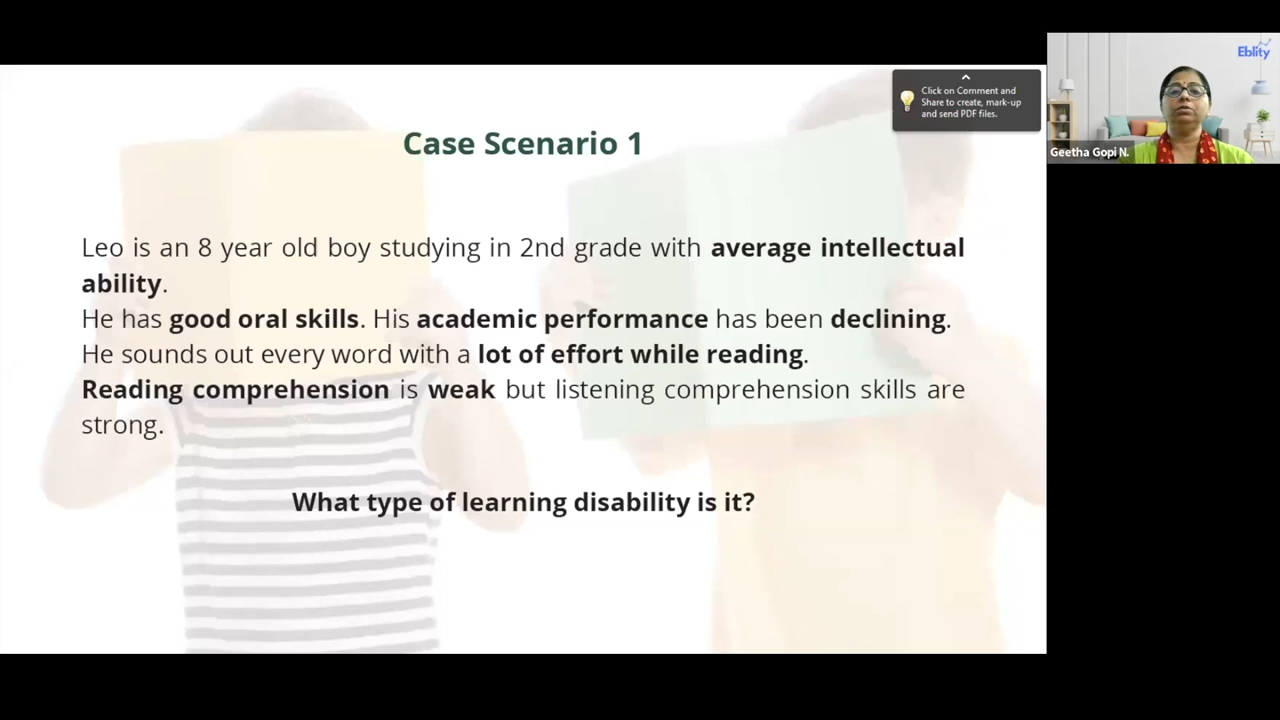 Case Scenario 1
Leo is an 8 year old boy studying in 2nd grade with average intellectual
ability.
He has good oral skills. His academic performance has been declining.
He sounds out every word with a lot of effort while reading.
Reading comprehension is weak but listening comprehension skills are
strong.
What type of learning disability is it?
Click on Comment and
Share to create, mark-up
and send PDF files.
Eblity
Geetha Gopi N.